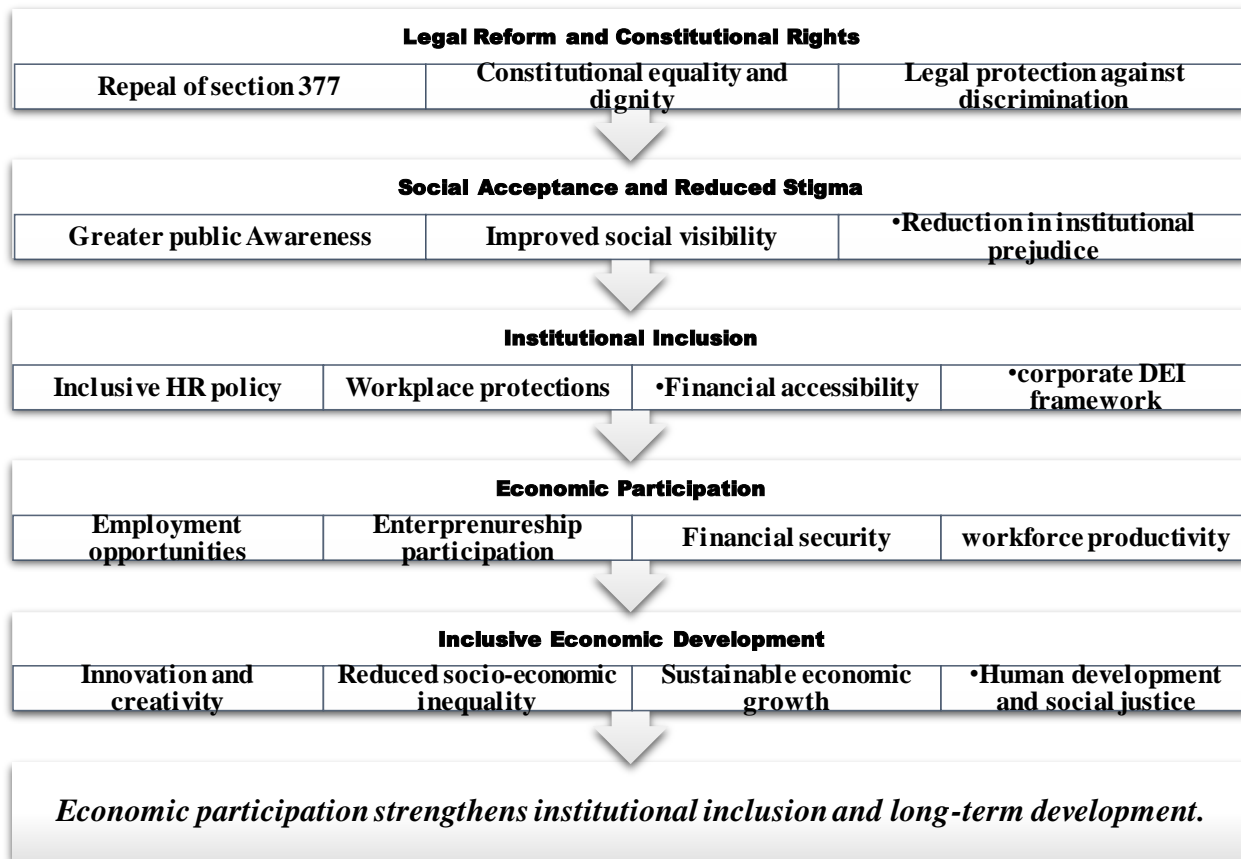 Legal Reform and Constitutional Rights
Repeal of section 377
Constitutional equality and
dignity
Legal protection against
discrimination
Social Acceptance and Reduced Stigma
Greater public Awareness
Improved social visibility
•Reduction in institutional
prejudice
Institutional Inclusion
Inclusive HR policy
Workplace protections
•Financial accessibility
•corporate DEI
framework
Economic Participation
Employment
opportunities
Enterprenureship
participation
Financial security
workforce productivity
Inclusive Economic Development
Innovation and
creativity
Reduced socio-economic
inequality
Sustainable economic
growth
•Human development
and social justice
Economic participation strengthens institutional inclusion and long-term development.